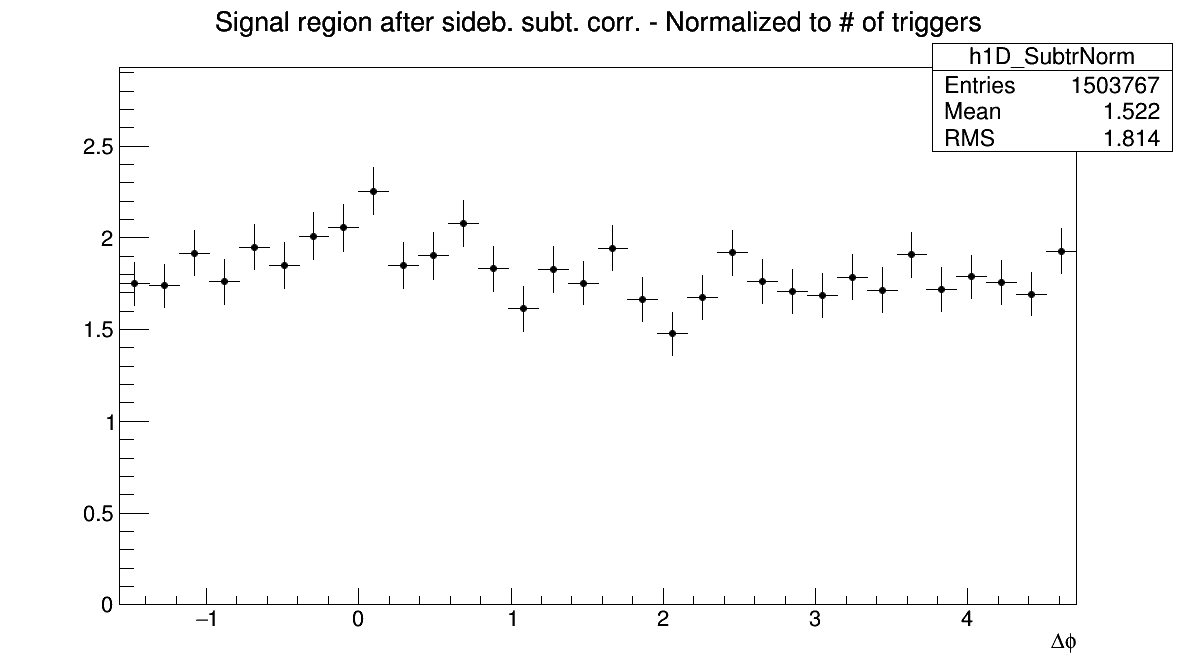 Signal region after sideb. subt. corr. - Normalized to # of triggers
h1D_SubtrNorm
Entries 1503767
Mean 1.522
RMS 1.814
2.5
2
1.5
1
0.5
0
−1 0 1 2 3 4
Δϕ